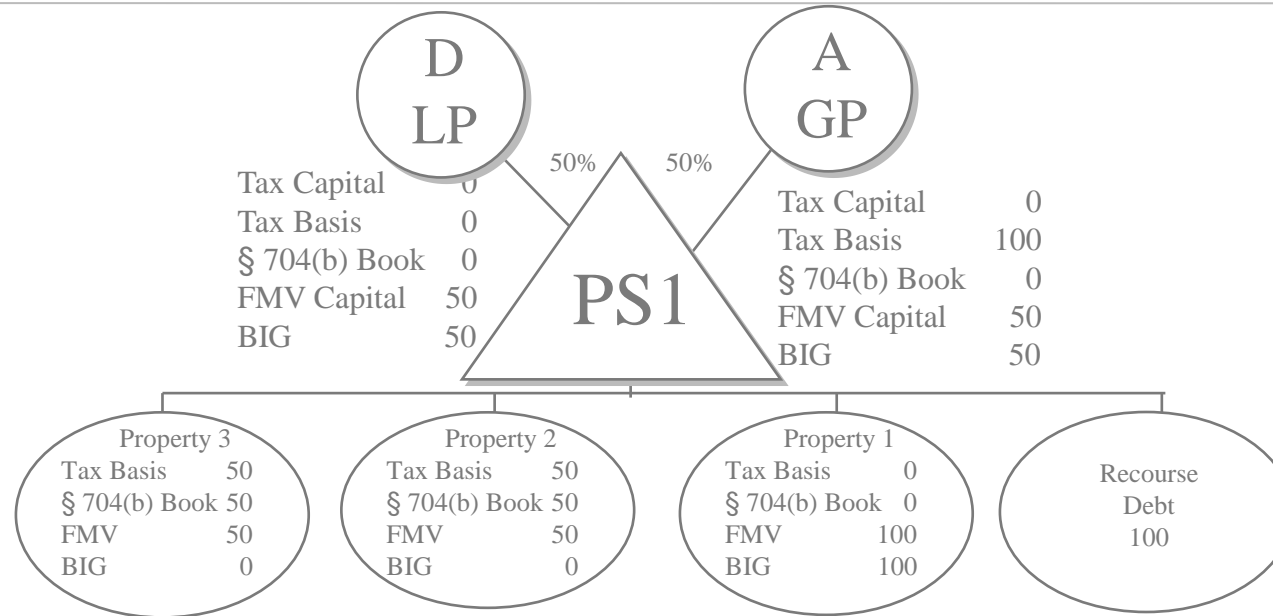 D
LP
A
GP
50%
50%
Tax Capital 0
Tax Basis 0
§ 704(b) Book 0
FMV Capital 50
BIG 50
Tax Capital 0
Tax Basis 100
§ 704(b) Book 0
FMV Capital 50
BIG 50
PS1
Property 3
Tax Basis 50
§ 704(b) Book 50
FMV 50
BIG 0
Property 2
Tax Basis 50
§ 704(b) Book 50
FMV 50
BIG 0
Property 1
Tax Basis 0
§ 704(b) Book 0
FMV 100
BIG 100
Recourse
Debt
100